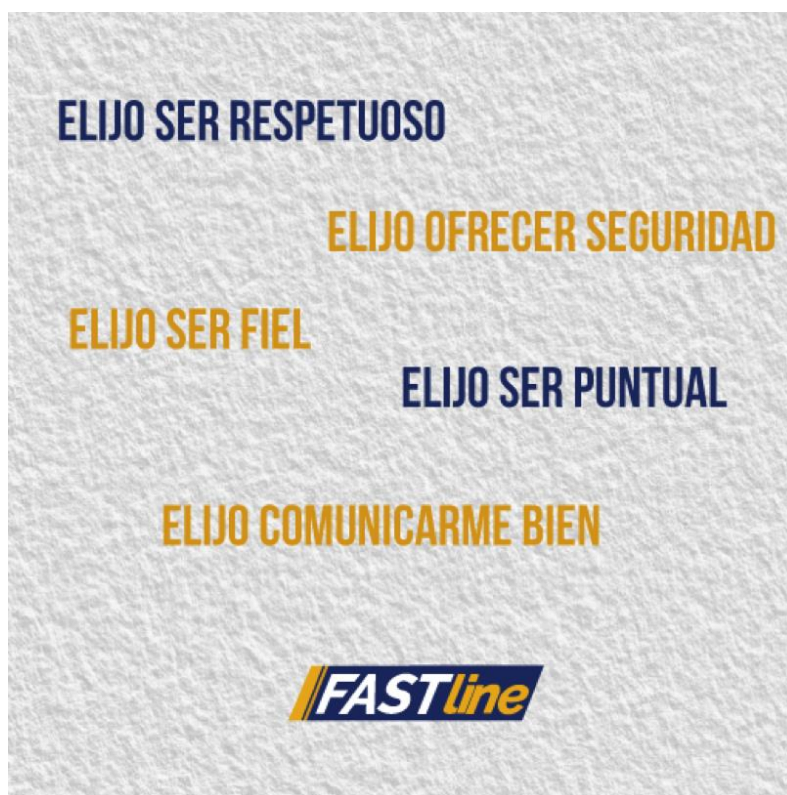 ELIJO SER RESPETUOSO
ELIJO OFRECER SEGURIDAD
ELIJO SER FIEL
ELIJO SER PUNTUAL
ELIJO COMUNICARME BIEN
FASTline